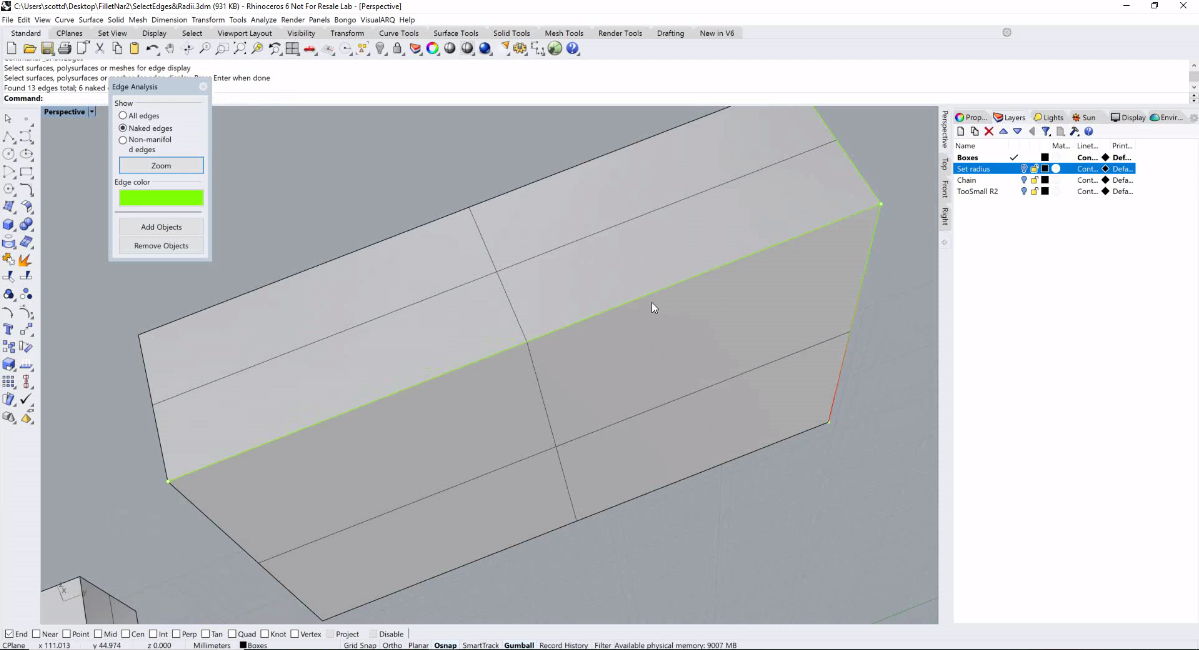 C:\Users\scottd\Desktop\FilletNar2\SelectEdges&Radii.3dm (931 KB) - Rhinoceros 6 Not For Resale Lab - [Perspective]
File Edit View Curve Surface Solid Mesh Dimension Transform Tools Analyze Render Panels Bongo VisualARQ Help
Standard CPlanes Set View Display Select Viewport Layout Visibility Transform Curve Tools Surface Tools Solid Tools Mesh Tools Render Tools Drafting New in V6
Select surfaces, polysurfaces or meshes for edge display
Select surfaces, polysurfaces or Enter when done
Found 13 edges total; 6 naked
Command:
Edge Analysis
Show
All edges
Naked edges
Non-manifol
d edges
Zoom
Edge color
Add Objects
Remove Objects
Perspective
Perspective
Top
Front
Right
Prop... Layers Lights Sun Display Envir...
Name Mat... Linet... Print...
Boxes Con... Def...
Set radius Cont... Defa...
Chain Cont... Defa...
TooSmall R2 Cont... Defa...
End Near Point Mid Cen Int Perp Tan Quad Knot Vertex Project Disable
CPlane x 111.013 y 44.974 z 0.000 Millimeters Boxes Grid Snap Ortho Planar Osnap SmartTrack Gumball Record History Filter Available physical memory: 9007 MB